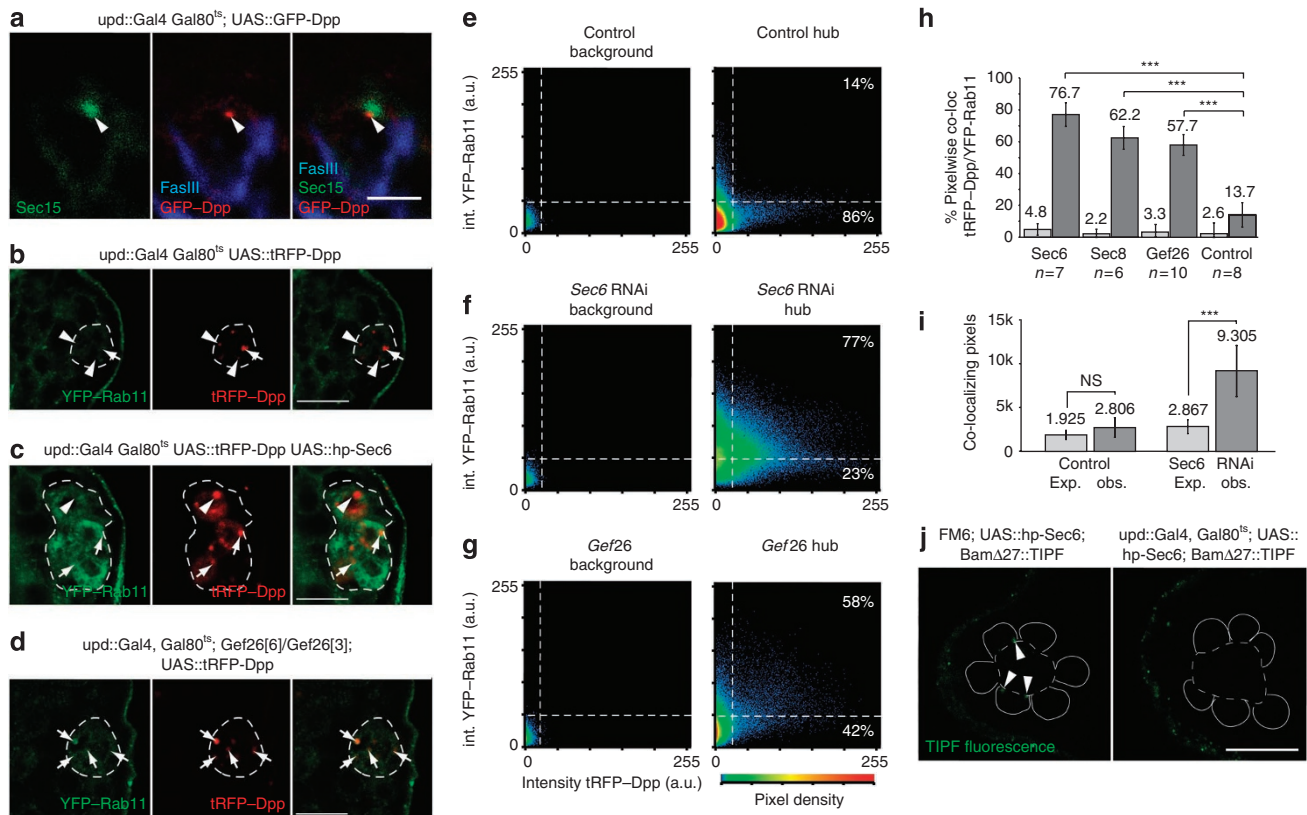 a
upd::Gal4 Gal80ts; UAS::GFP-Dpp
Sec15
FasIII
GFP–Dpp
FasIII
Sec15
GFP–Dpp
b
upd::Gal4 Gal80ts UAS::tRFP-Dpp
YFP–Rab11
tRFP–Dpp
c
upd::Gal4 Gal80ts UAS::tRFP-Dpp UAS::hp-Sec6
YFP–Rab11
tRFP–Dpp
d
upd::Gal4, Gal80ts; Gef26[6]/Gef26[3];
UAS::tRFP-Dpp
YFP–Rab11
tRFP–Dpp
e
Control
background
Control hub
int. YFP–Rab11 (a.u.)
255
0
0
255
14%
86%
0
255
f
Sec6 RNAi
background
Sec6 RNAi
hub
int. YFP–Rab11 (a.u.)
255
0
0
255
77%
23%
0
255
g
Gef26
background
Gef26 hub
int. YFP–Rab11 (a.u.)
255
0
0
255
58%
42%
0
255
Intensity tRFP–Dpp (a.u.)
Pixel density
h
% Pixelwise co-loc
tRFP–Dpp/YFP-Rab11
100
80
60
40
20
0
***
***
***
4.8
76.7
2.2
62.2
3.3
57.7
2.6
13.7
Sec6
Sec8
Gef26
Control
n=7
n=6
n=10
n=8
i
Co-localizing pixels
15k
10k
5k
0
NS
***
1.925
2.806
2.867
9.305
Control
Exp. obs.
Sec6 RNAi
Exp. obs.
j
FM6; UAS::hp-Sec6;
BamΔ27::TIPF
upd::Gal4, Gal80ts; UAS::
hp-Sec6; BamΔ27::TIPF
TIPF fluorescence